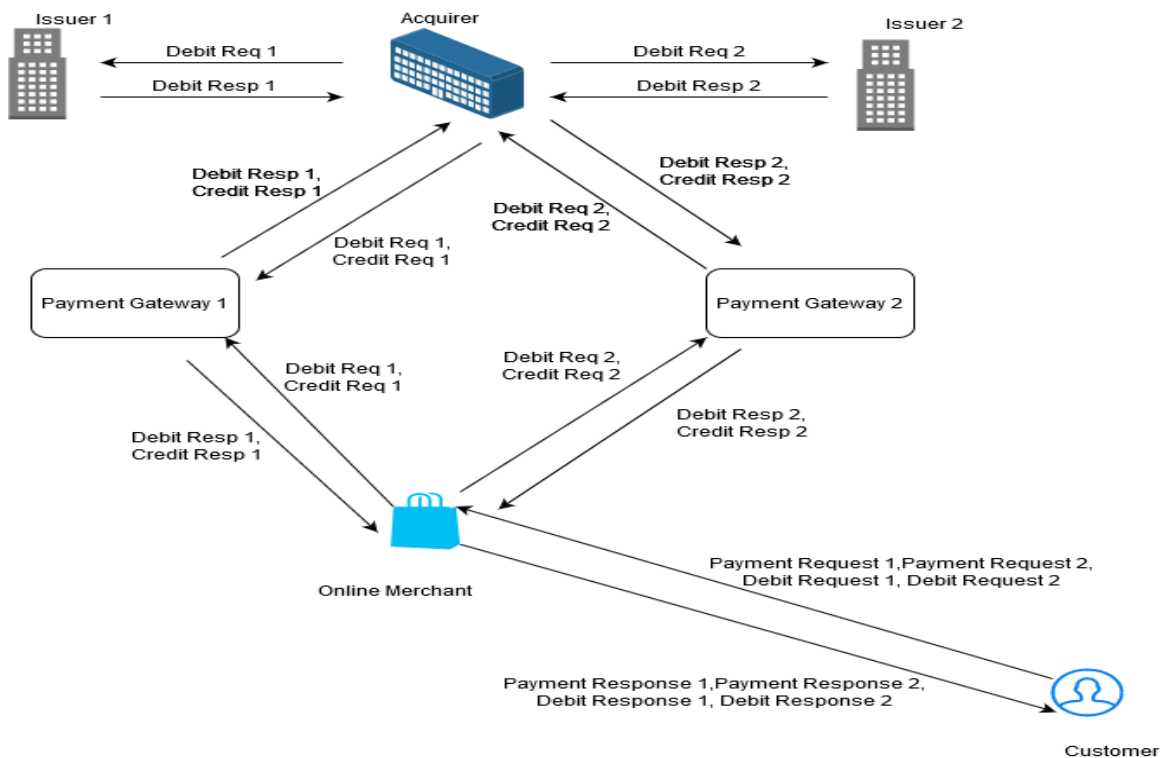 Issuer 1
Acquirer
Issuer 2
Debit Req 1
Debit Resp 1
Debit Req 2
Debit Resp 2
Debit Resp 1,
Credit Resp 1
Debit Req 1,
Credit Req 1
Debit Req 2,
Credit Req 2
Debit Resp 2,
Credit Resp 2
Payment Gateway 1
Payment Gateway 2
Debit Req 1,
Credit Req 1
Debit Resp 1,
Credit Resp 1
Debit Req 2,
Credit Req 2
Debit Resp 2,
Credit Resp 2
Online Merchant
Payment Request 1,Payment Request 2,
Debit Request 1, Debit Request 2
Payment Response 1,Payment Response 2,
Debit Response 1, Debit Response 2
Customer